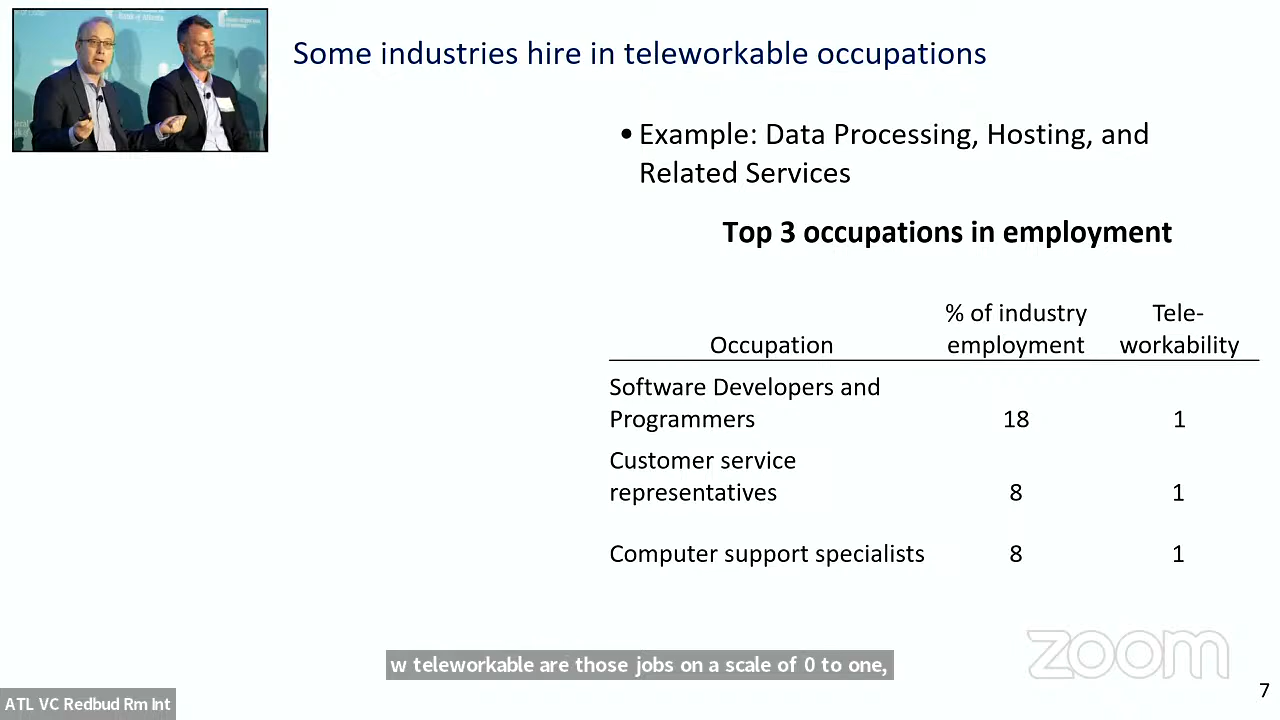 Bank of Atlanta
Some industries hire in teleworkable occupations
• Example: Data Processing, Hosting, and
Related Services
Top 3 occupations in employment
% of industry Tele-
Occupation employment workability
Software Developers and
Programmers 18 1
Customer service
representatives 8 1
Computer support specialists 8 1
w teleworkable are those jobs on a scale of 0 to one,
zoom
7
ATL VC Redbud Rm Int